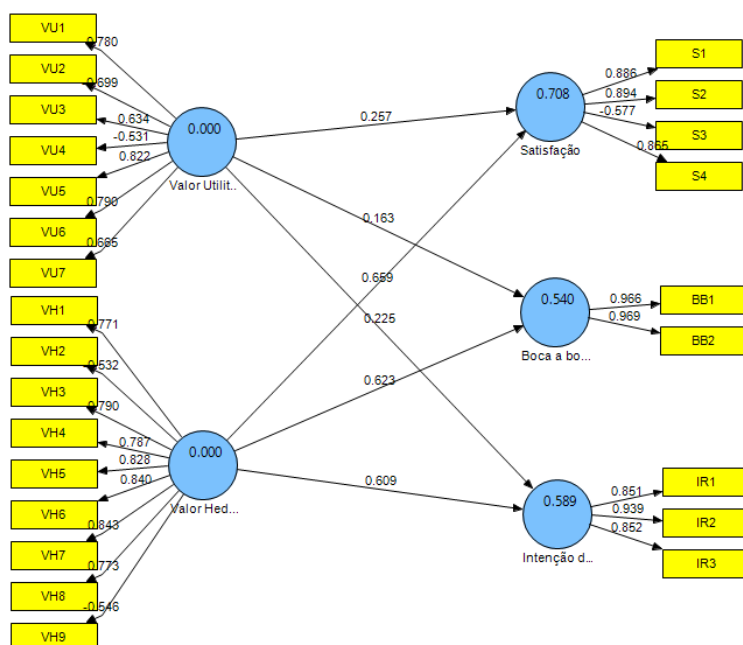 VU1
VU2
VU3
VU4
VU5
VU6
VU7
0.780
0.699
0.634
-0.531
0.822
0.790
0.665
0.000
Valor Utilit..
VH1
VH2
VH3
VH4
VH5
VH6
VH7
VH8
VH9
0.771
-0.532
0.790
0.787
0.828
0.840
0.843
0.773
-0.546
0.000
Valor Hed...
0.257
0.163
0.659
0.225
0.623
0.609
0.708
Satisfação
0.886
0.894
-0.577
0.865
S1
S2
S3
S4
0.540
Boca a bo...
0.966
0.969
BB1
BB2
0.589
Intenção d...
0.851
0.939
0.852
IR1
IR2
IR3